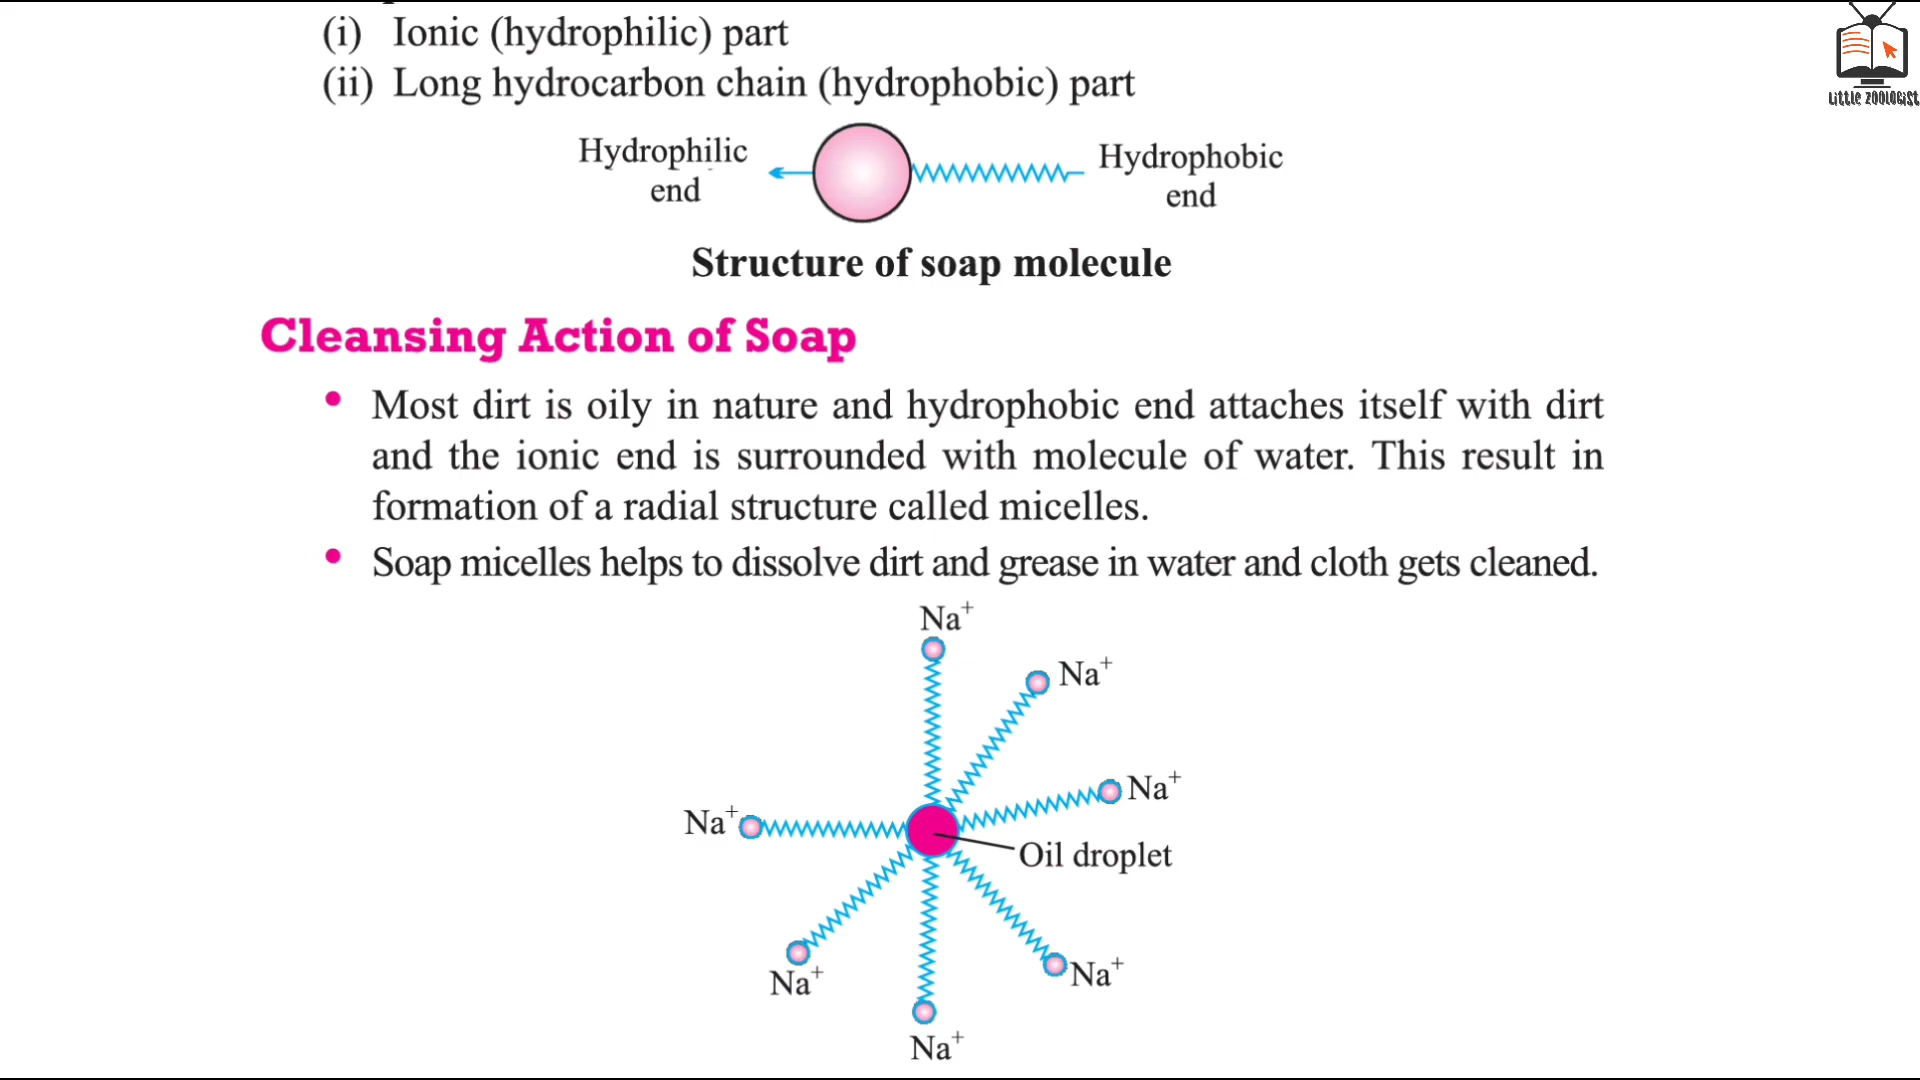 (i) Ionic (hydrophilic) part
(ii) Long hydrocarbon chain (hydrophobic) part
Hydrophilic
end
Hydrophobic
end
Structure of soap molecule
Cleansing Action of Soap
• Most dirt is oily in nature and hydrophobic end attaches itself with dirt
and the ionic end is surrounded with molecule of water. This result in
formation of a radial structure called micelles.
• Soap micelles helps to dissolve dirt and grease in water and cloth gets cleaned.
Na⁺
Na⁺
Na⁺
Na⁺
Oil droplet
Na⁺
Na⁺
Na⁺
Little Zoologist